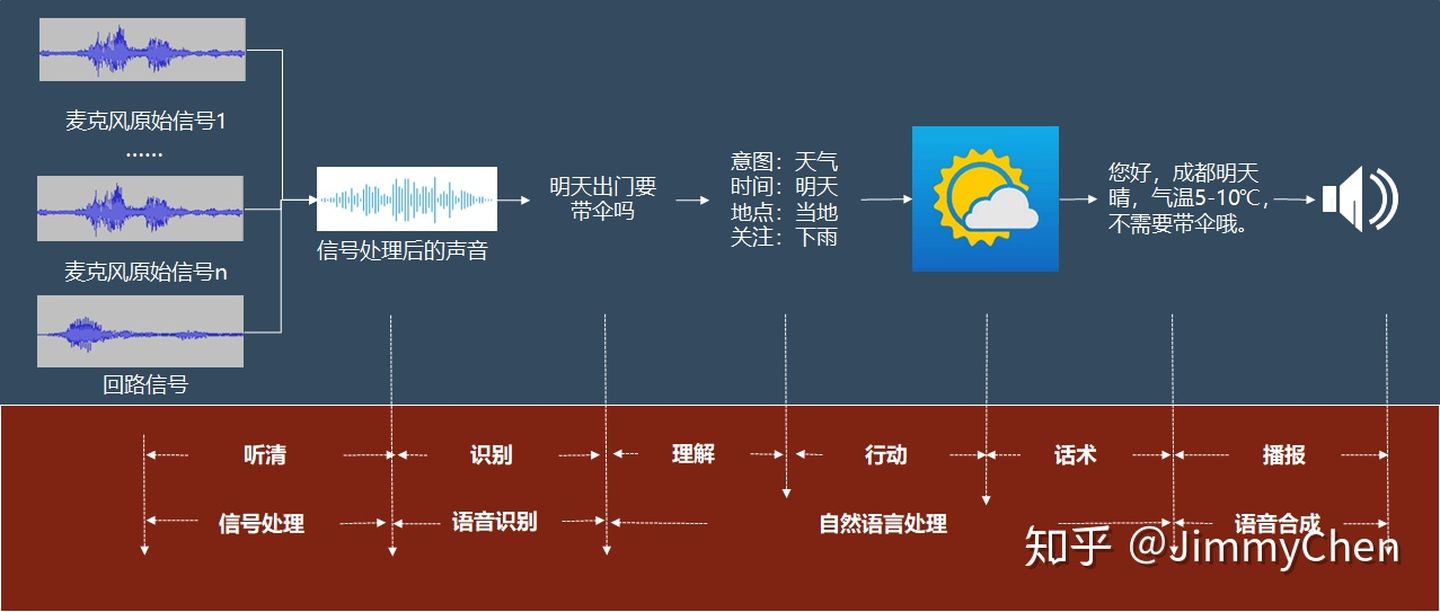 麦克风原始信号1
······
麦克风原始信号n
回路信号
信号处理后的声音
明天出门要
带伞吗
意图：天气
时间：明天
地点：当地
关注：下雨
您好，成都明天
晴，气温5-10℃，
不需要带伞哦。
听清
识别
理解
行动
话术
播报
信号处理
语音识别
自然语言处理
语音合成
知乎 @JimmyChen